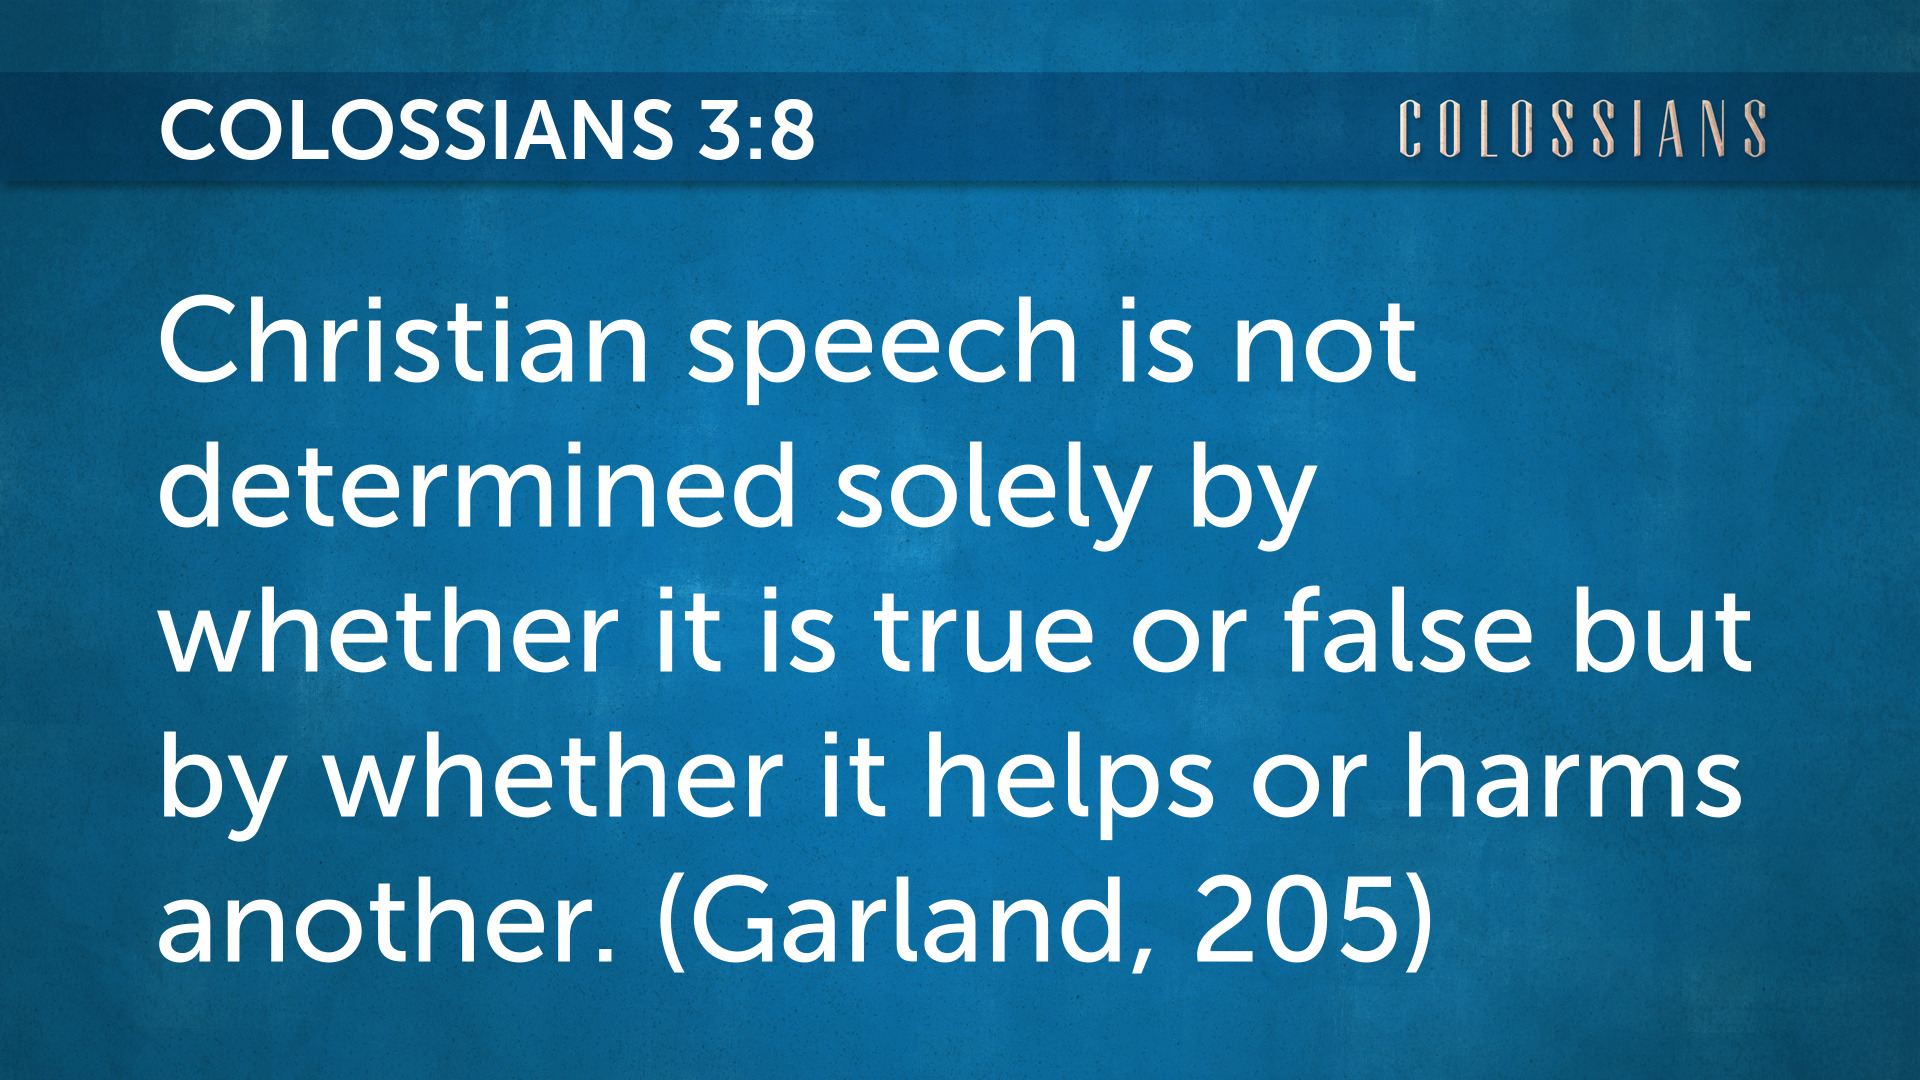 COLOSSIANS 3:8
COLOSSIANS
Christian speech is not
determined solely by
whether it is true or false but
by whether it helps or harms
another. (Garland, 205)